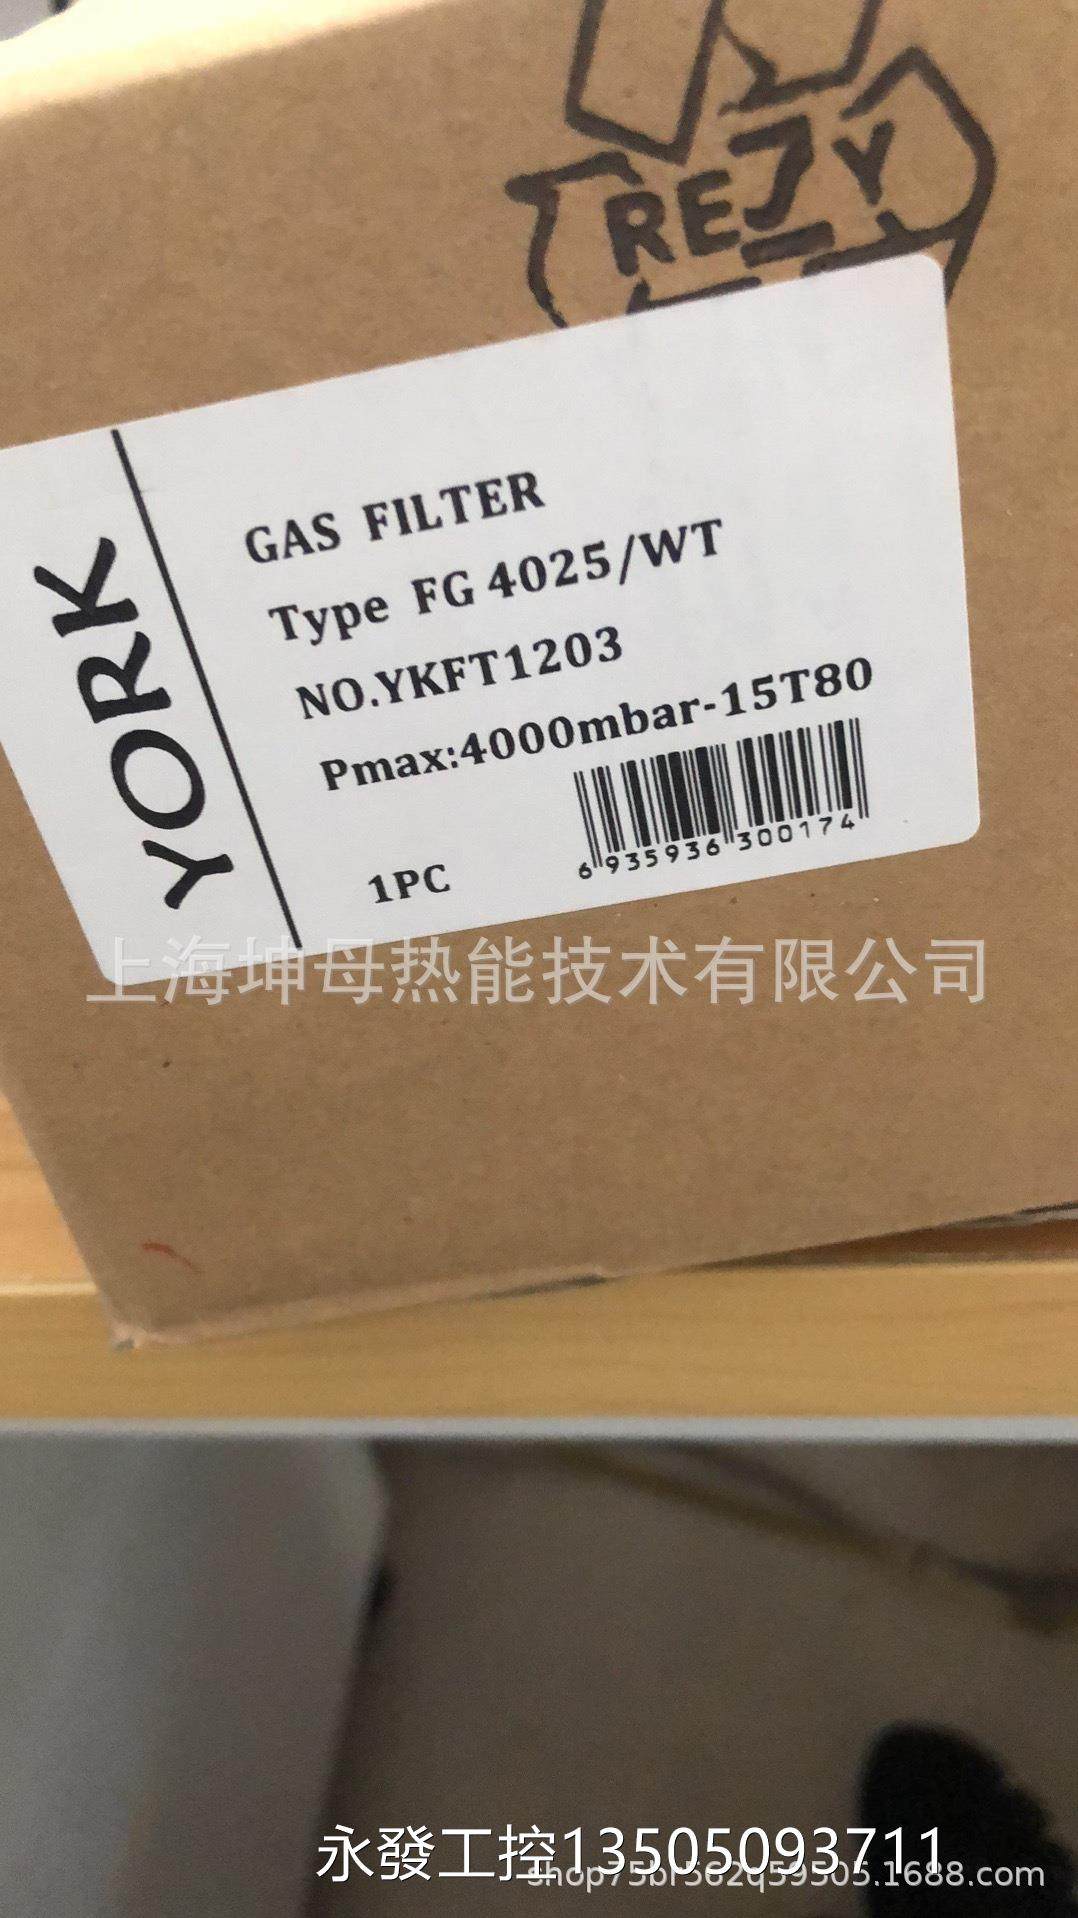 REJY
YORK
GAS FILTER
Type FG 4025/WT
NO.YKFT1203
Pmax:4000mbar-15T80
1PC
6 935936 300174
上海坤母热能技术有限公司
永發工控13505093711
shop75br562q59505.1688.com